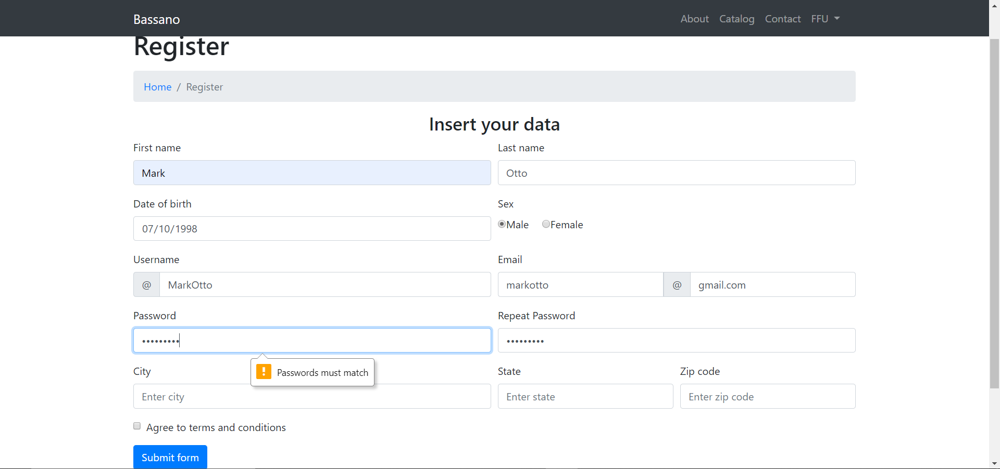 Bassano
About Catalog Contact FFU
Register
Home / Register
Insert your data
First name
Last name
Mark
Otto
Date of birth
Sex
07/10/1998
Male
Female
Username
Email
@ MarkOtto
markotto @ gmail.com
Password
Repeat Password
•••••••••
•••••••••
! Passwords must match
City
State
Zip code
Enter city
Enter state
Enter zip code
Agree to terms and conditions
Submit form